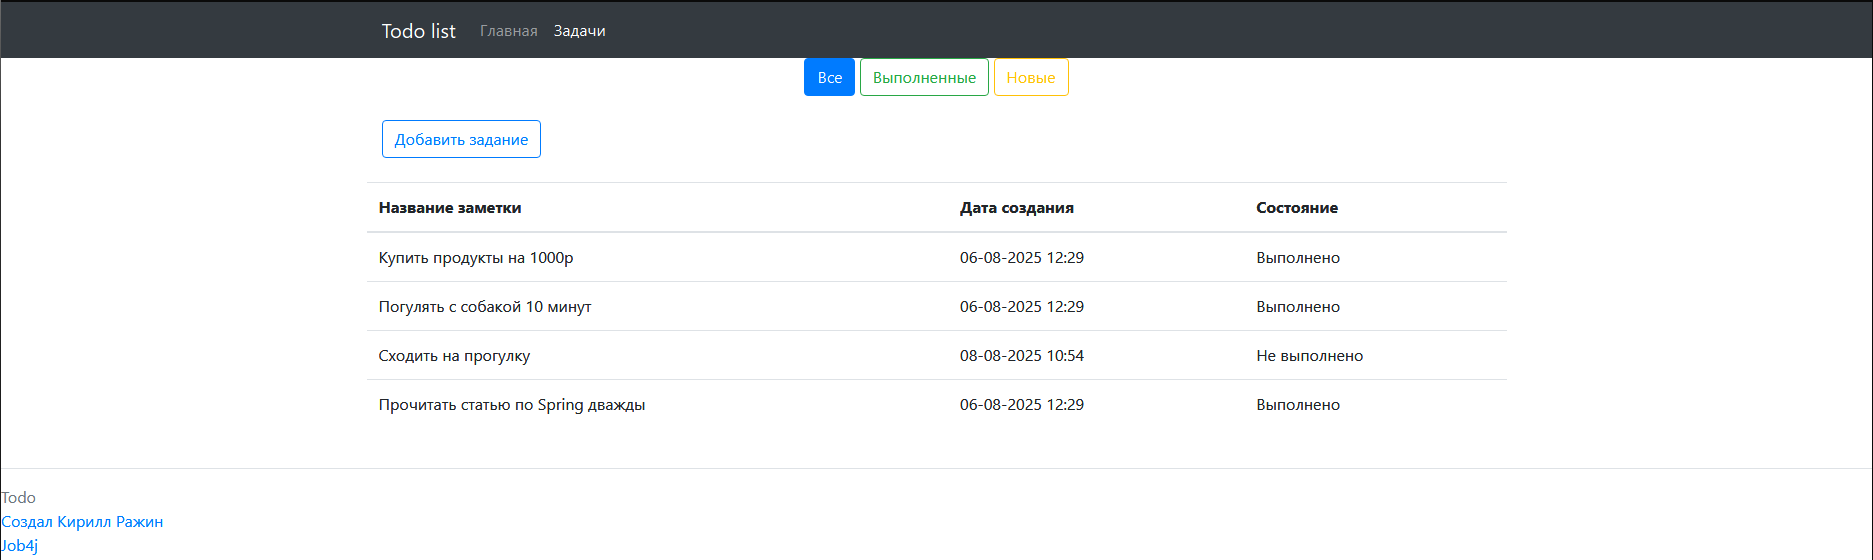 Todo list Главная Задачи
Все Выполненные Новые
Добавить задание
Название заметки Дата создания Состояние
Купить продукты на 1000р 06-08-2025 12:29 Выполнено
Погулять с собакой 10 минут 06-08-2025 12:29 Выполнено
Сходить на прогулку 08-08-2025 10:54 Не выполнено
Прочитать статью по Spring дважды 06-08-2025 12:29 Выполнено
Todo
Создал Кирилл Ражин
Job4j